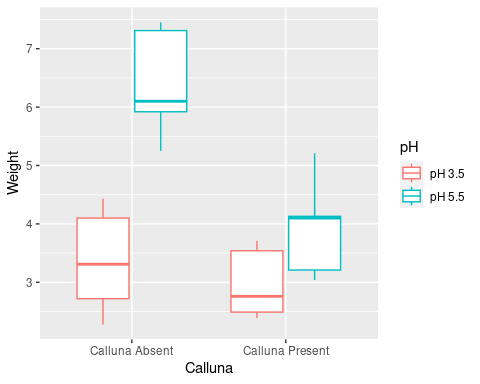 7
6
5
4
3
Weight
Calluna Absent
Calluna Present
Calluna
pH
pH 3.5
pH 5.5